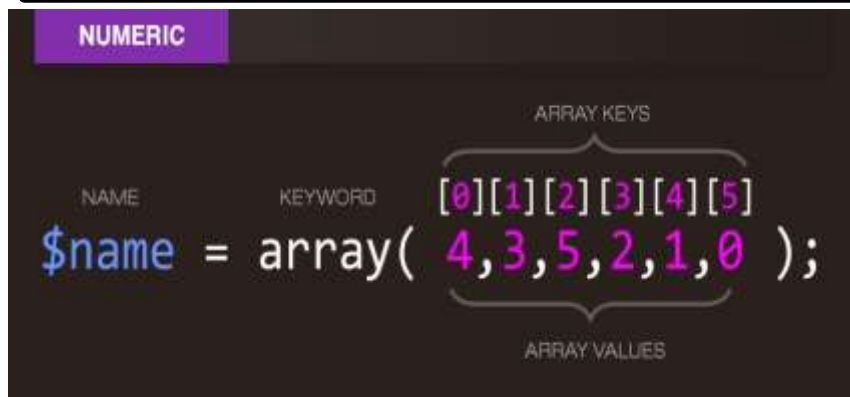 NUMERIC
ARRAY KEYS
NAME KEYWORD [0][1][2][3][4][5]
$name = array( 4,3,5,2,1,0 );
ARRAY VALUES